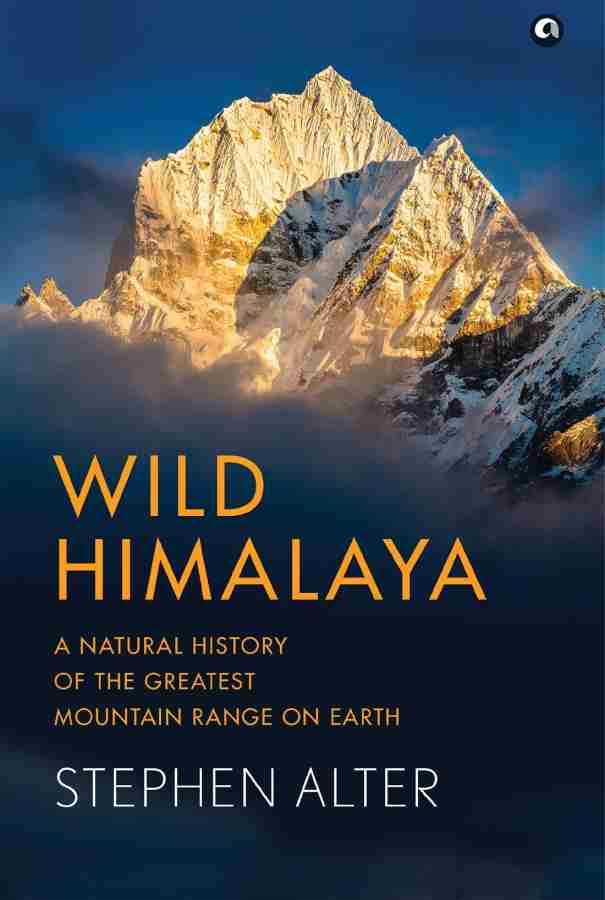 WILD
HIMALAYA
A NATURAL HISTORY
OF THE GREATEST
MOUNTAIN RANGE ON EARTH
STEPHEN ALTER